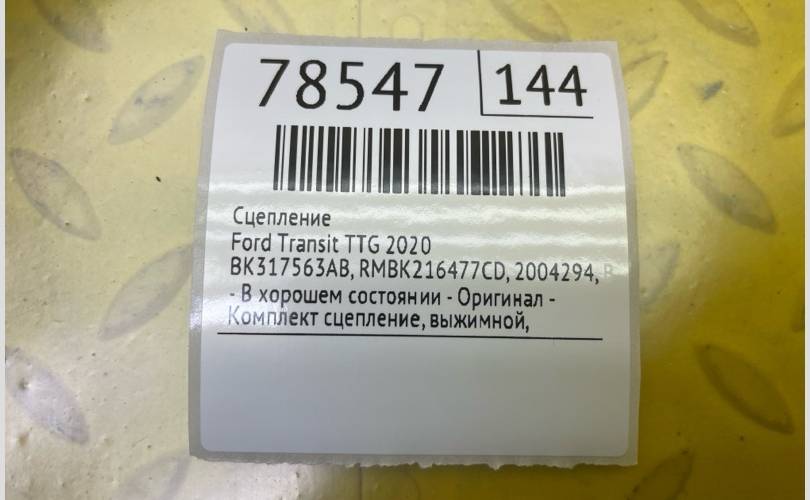 78547 144
Сцепление
Ford Transit TTG 2020
BK317563AB, RMBK216477CD, 2004294, B
- В хорошем состоянии - Оригинал -
Комплект сцепление, выжимной,